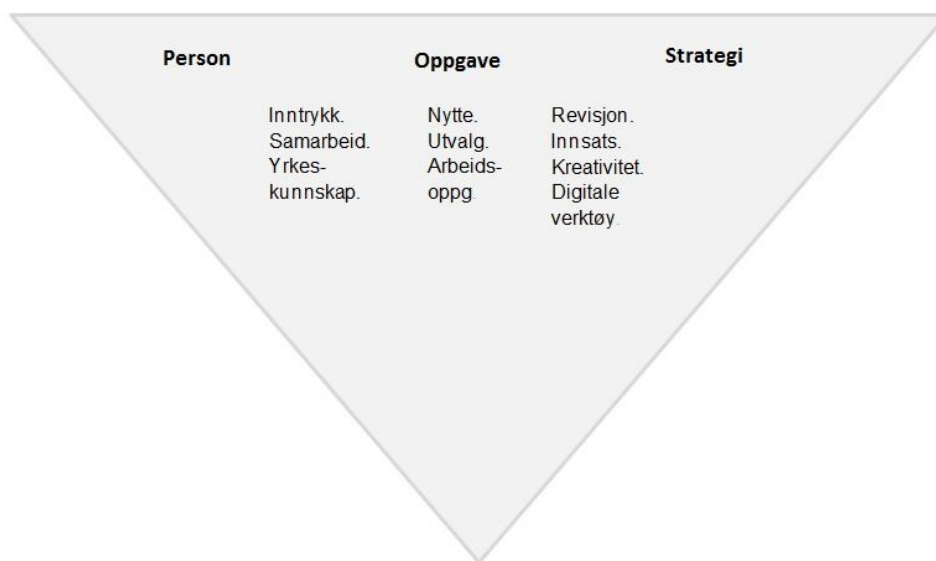 Person
Oppgave
Strategi
Inntrykk.
Samarbeid.
Yrkes-
kunnskap.
Nytte.
Utvalg.
Arbeids-
oppg.
Revisjon.
Innsats.
Kreativitet.
Digitale
verktøy.